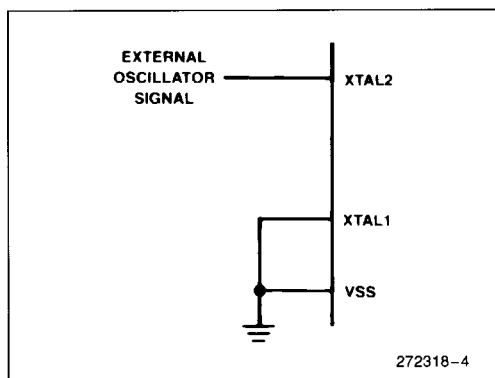 EXTERNAL
OSCILLATOR
SIGNAL
XTAL2
XTAL1
VSS
272318-4